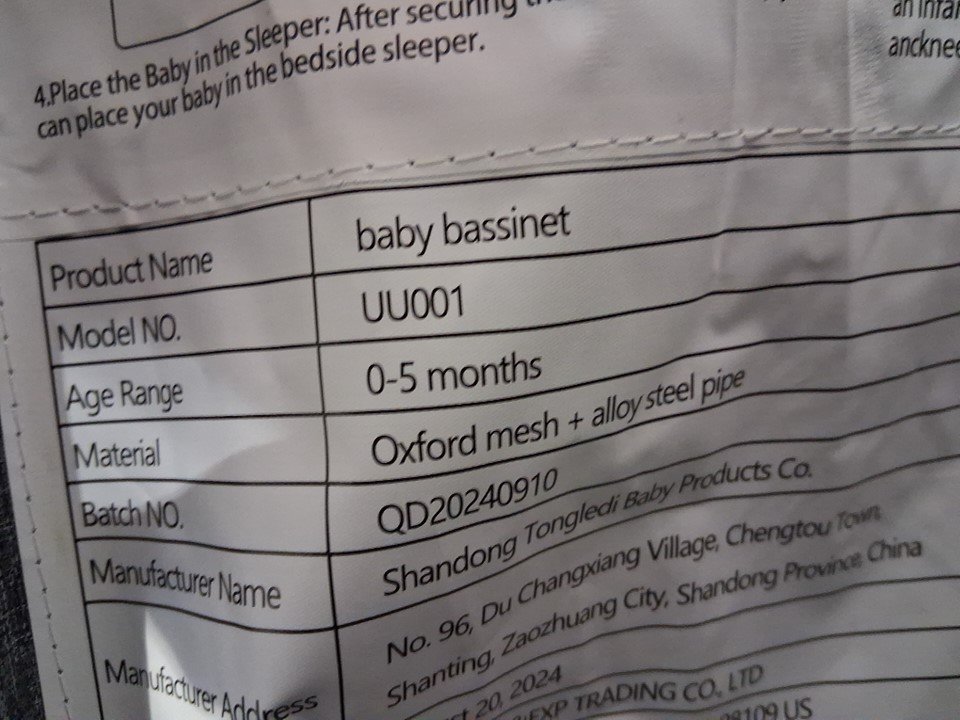 4.Place the Baby in the Sleeper: After securing
can place your baby in the bedside sleeper.
Product Name baby bassinet
Model NO. UU001
Age Range 0-5 months
Material Oxford mesh + alloy steel pipe
Batch NO. QD20240910
Manufacturer Name Shandong Tongledi Baby Products Co.
Manufacturer Address No. 96, Du Changxiang Village, Chengtou Town,
Shanting, Zaozhuang City, Shandong Province, China
20, 2024
TRADING CO., LTD
US